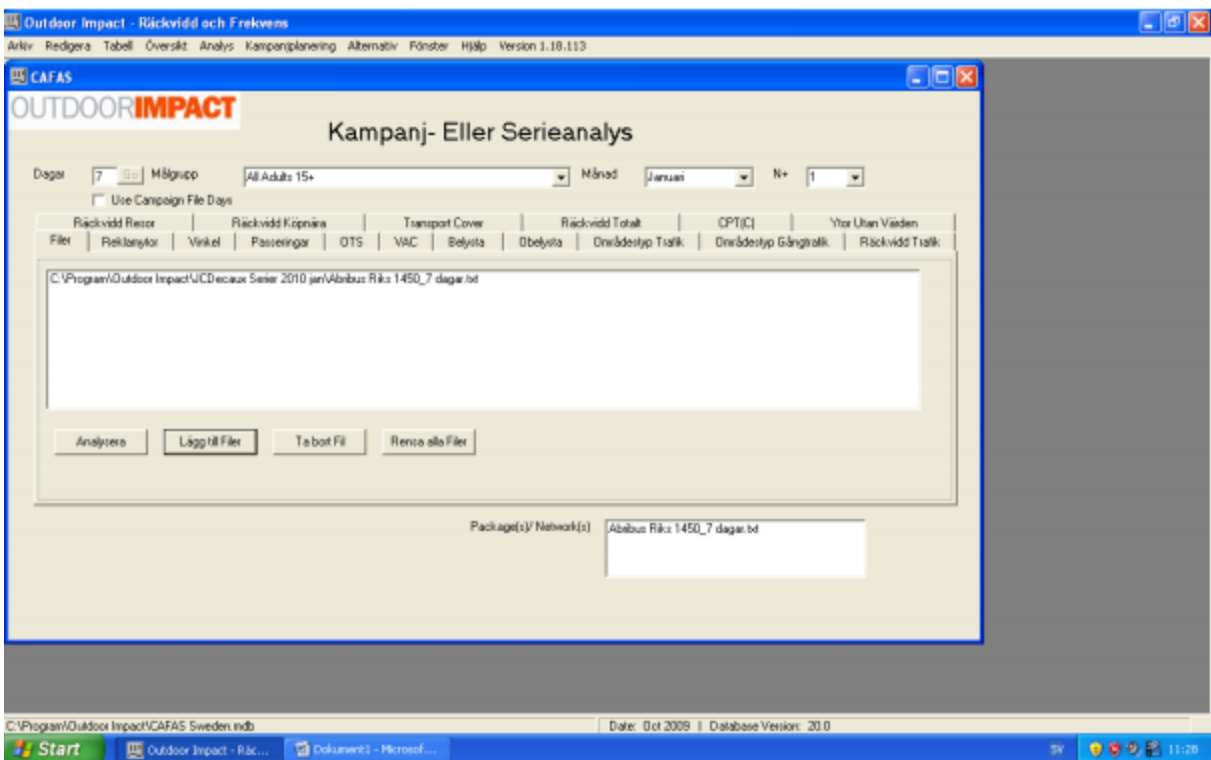 Outdoor Impact - Räckvidd och Frekvens
Arkiv Redigera Tabell Översikt Analys Kampanjplanering Alternativ Fönster Hjälp Version 1.18.113
CAFAS
OUTDOORIMPACT
Kampanj- Eller Serieanalys
Dagar 7 Go Målgrupp All Adults 15+ Månad Januari N+ 1
Use Campaign File Days
Räckvidd Resor Räckvidd Köpnära Transport Cover Räckvidd Totalt CPT(C) Ytor Utan Värden
Filer Reklamytor Vinkel Passeringar OTS VAC Belysta Obelysta Områdestyp Trafik Områdestyp Gångtrafik Räckvidd Trafik
C:\Program\Outdoor Impact\JCDecaux Serier 2010 jan\Abribus Riks 1450_7 dagar.txt
Analysera Lägg till Filer Ta bort Fil Rensa alla Filer
Package(s)/ Network(s) Abribus Riks 1450_7 dagar.txt
C:\Program\Outdoor Impact\CAFAS Sweden.mdb Date: Oct 2009 | Database Version: 20.0
Start Outdoor Impact - Räc... Dokument1 - Microsof... SV 11:28